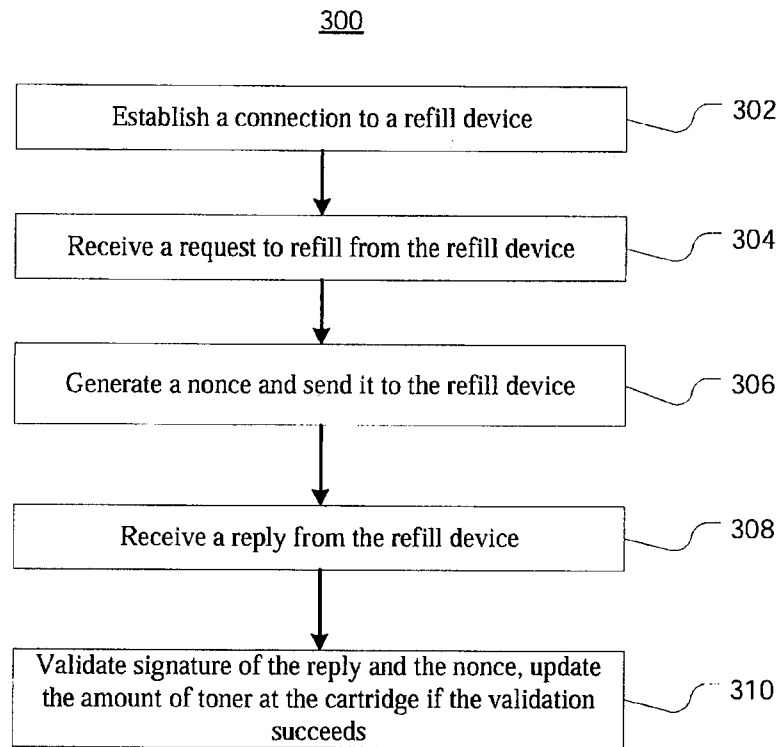 300
Establish a connection to a refill device
302
Receive a request to refill from the refill device
304
Generate a nonce and send it to the refill device
306
Receive a reply from the refill device
308
Validate signature of the reply and the nonce, update
the amount of toner at the cartridge if the validation
succeeds
310